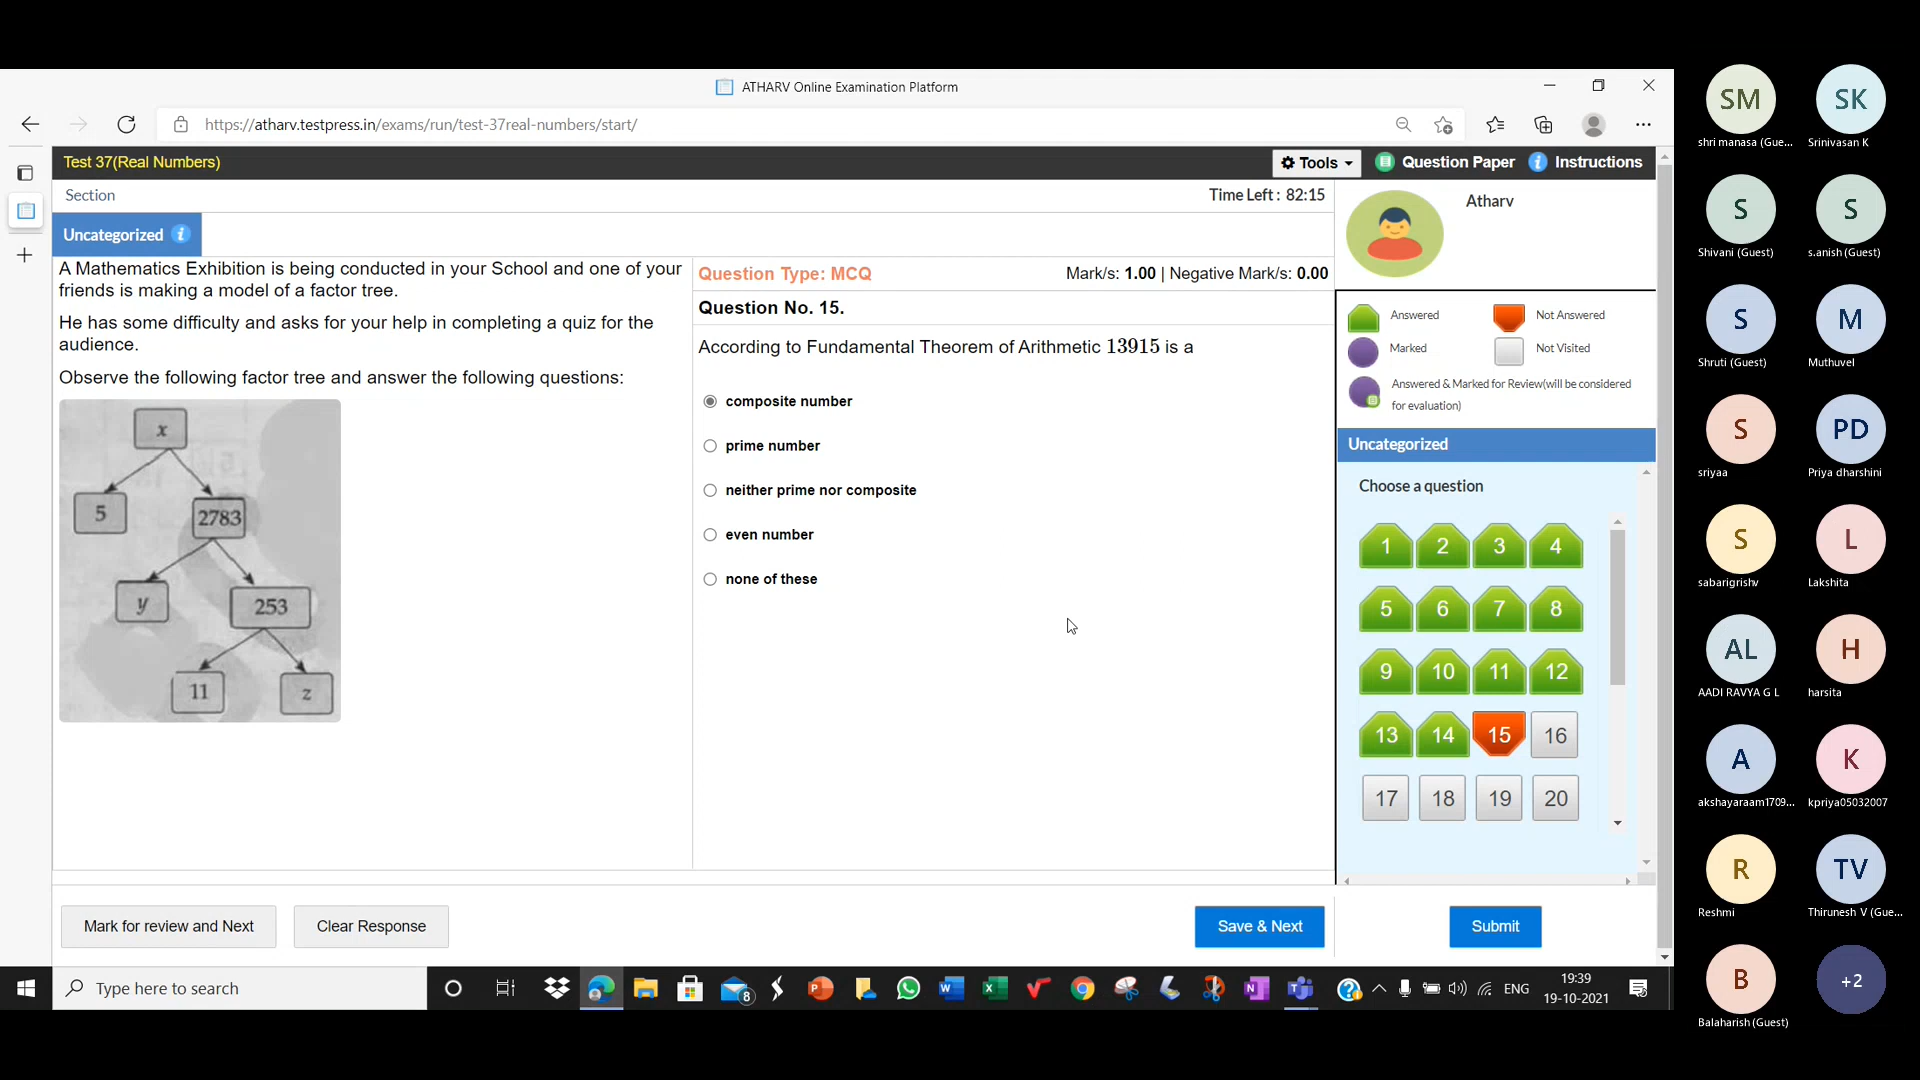 ATHARV Online Examination Platform
https://atharv.testpress.in/exams/run/test-37real-numbers/start/
Test 37(Real Numbers)
Tools
Question Paper
Instructions
Section
Time Left : 82:15
Uncategorized
A Mathematics Exhibition is being conducted in your School and one of your
friends is making a model of a factor tree.
He has some difficulty and asks for your help in completing a quiz for the
audience.
Observe the following factor tree and answer the following questions:
x
5
2783
y
253
11
z
Question Type: MCQ
Mark/s: 1.00 | Negative Mark/s: 0.00
Question No. 15.
According to Fundamental Theorem of Arithmetic 13915 is a
composite number
prime number
neither prime nor composite
even number
none of these
Atharv
Answered
Not Answered
Marked
Not Visited
Answered & Marked for Review(will be considered
for evaluation)
Uncategorized
Choose a question
1 2 3 4
5 6 7 8
9 10 11 12
13 14 15 16
17 18 19 20
Mark for review and Next
Clear Response
Save & Next
Submit
Type here to search
8
ENG
19:39
19-10-2021
SM
shri manasa (Gue...
SK
Srinivasan K
S
Shivani (Guest)
S
s.anish (Guest)
S
Shruti (Guest)
M
Muthuvel
S
sriyaa
PD
Priya dharshini
S
sabarigrishv
L
Lakshita
AL
AADI RAVYA G L
H
harsita
A
akshayaraam1709...
K
kpriya05032007
R
Reshmi
TV
Thirunesh V (Gue...
B
Balaharish (Guest)
+2